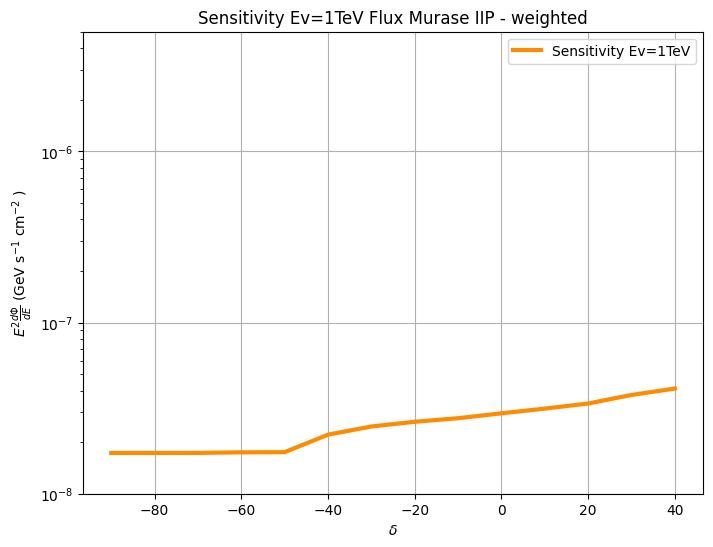 Sensitivity Ev=1TeV Flux Murase IIP - weighted
Sensitivity Ev=1TeV
E² dΦ/dE (GeV s⁻¹ cm⁻² )
10⁻⁶
10⁻⁷
10⁻⁸
−80 −60 −40 −20 0 20 40
δ